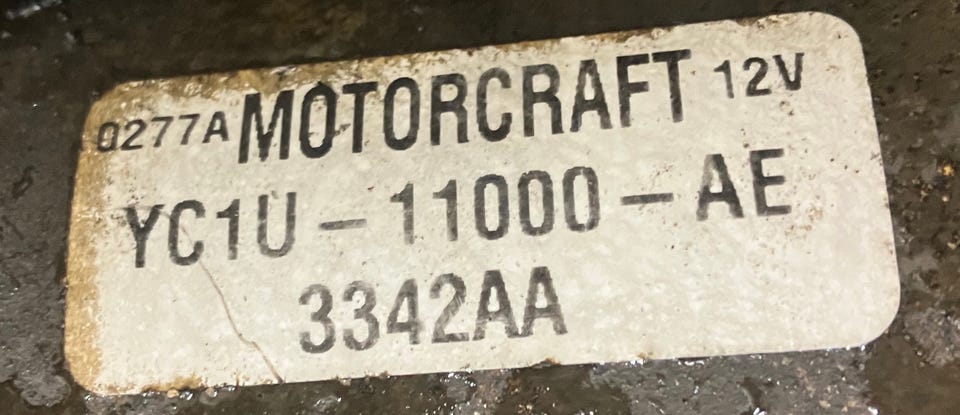 0277A MOTORCRAFT 12V
YC1U-11000-AE
3342AA